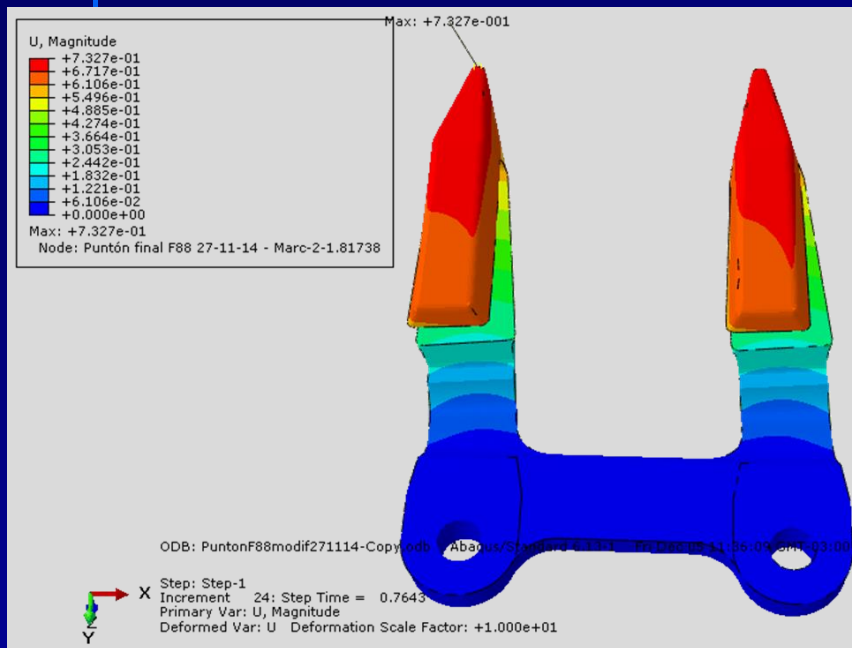 Max: +7.327e-001
U, Magnitude
+7.327e-01
+6.717e-01
+6.106e-01
+5.496e-01
+4.885e-01
+4.274e-01
+3.664e-01
+3.053e-01
+2.442e-01
+1.832e-01
+1.221e-01
+6.106e-02
+0.000e+00
Max: +7.327e-01
Node: Puntón final F88 27-11-14 - Marc-2-1.81738
ODB: PuntonF88modif271114-Copy.odb Abaqus/Standard
X
Step: Step-1
Increment 24: Step Time = 0.7643
Primary Var: U, Magnitude
Deformed Var: U Deformation Scale Factor: +1.000e+01
Z
Y